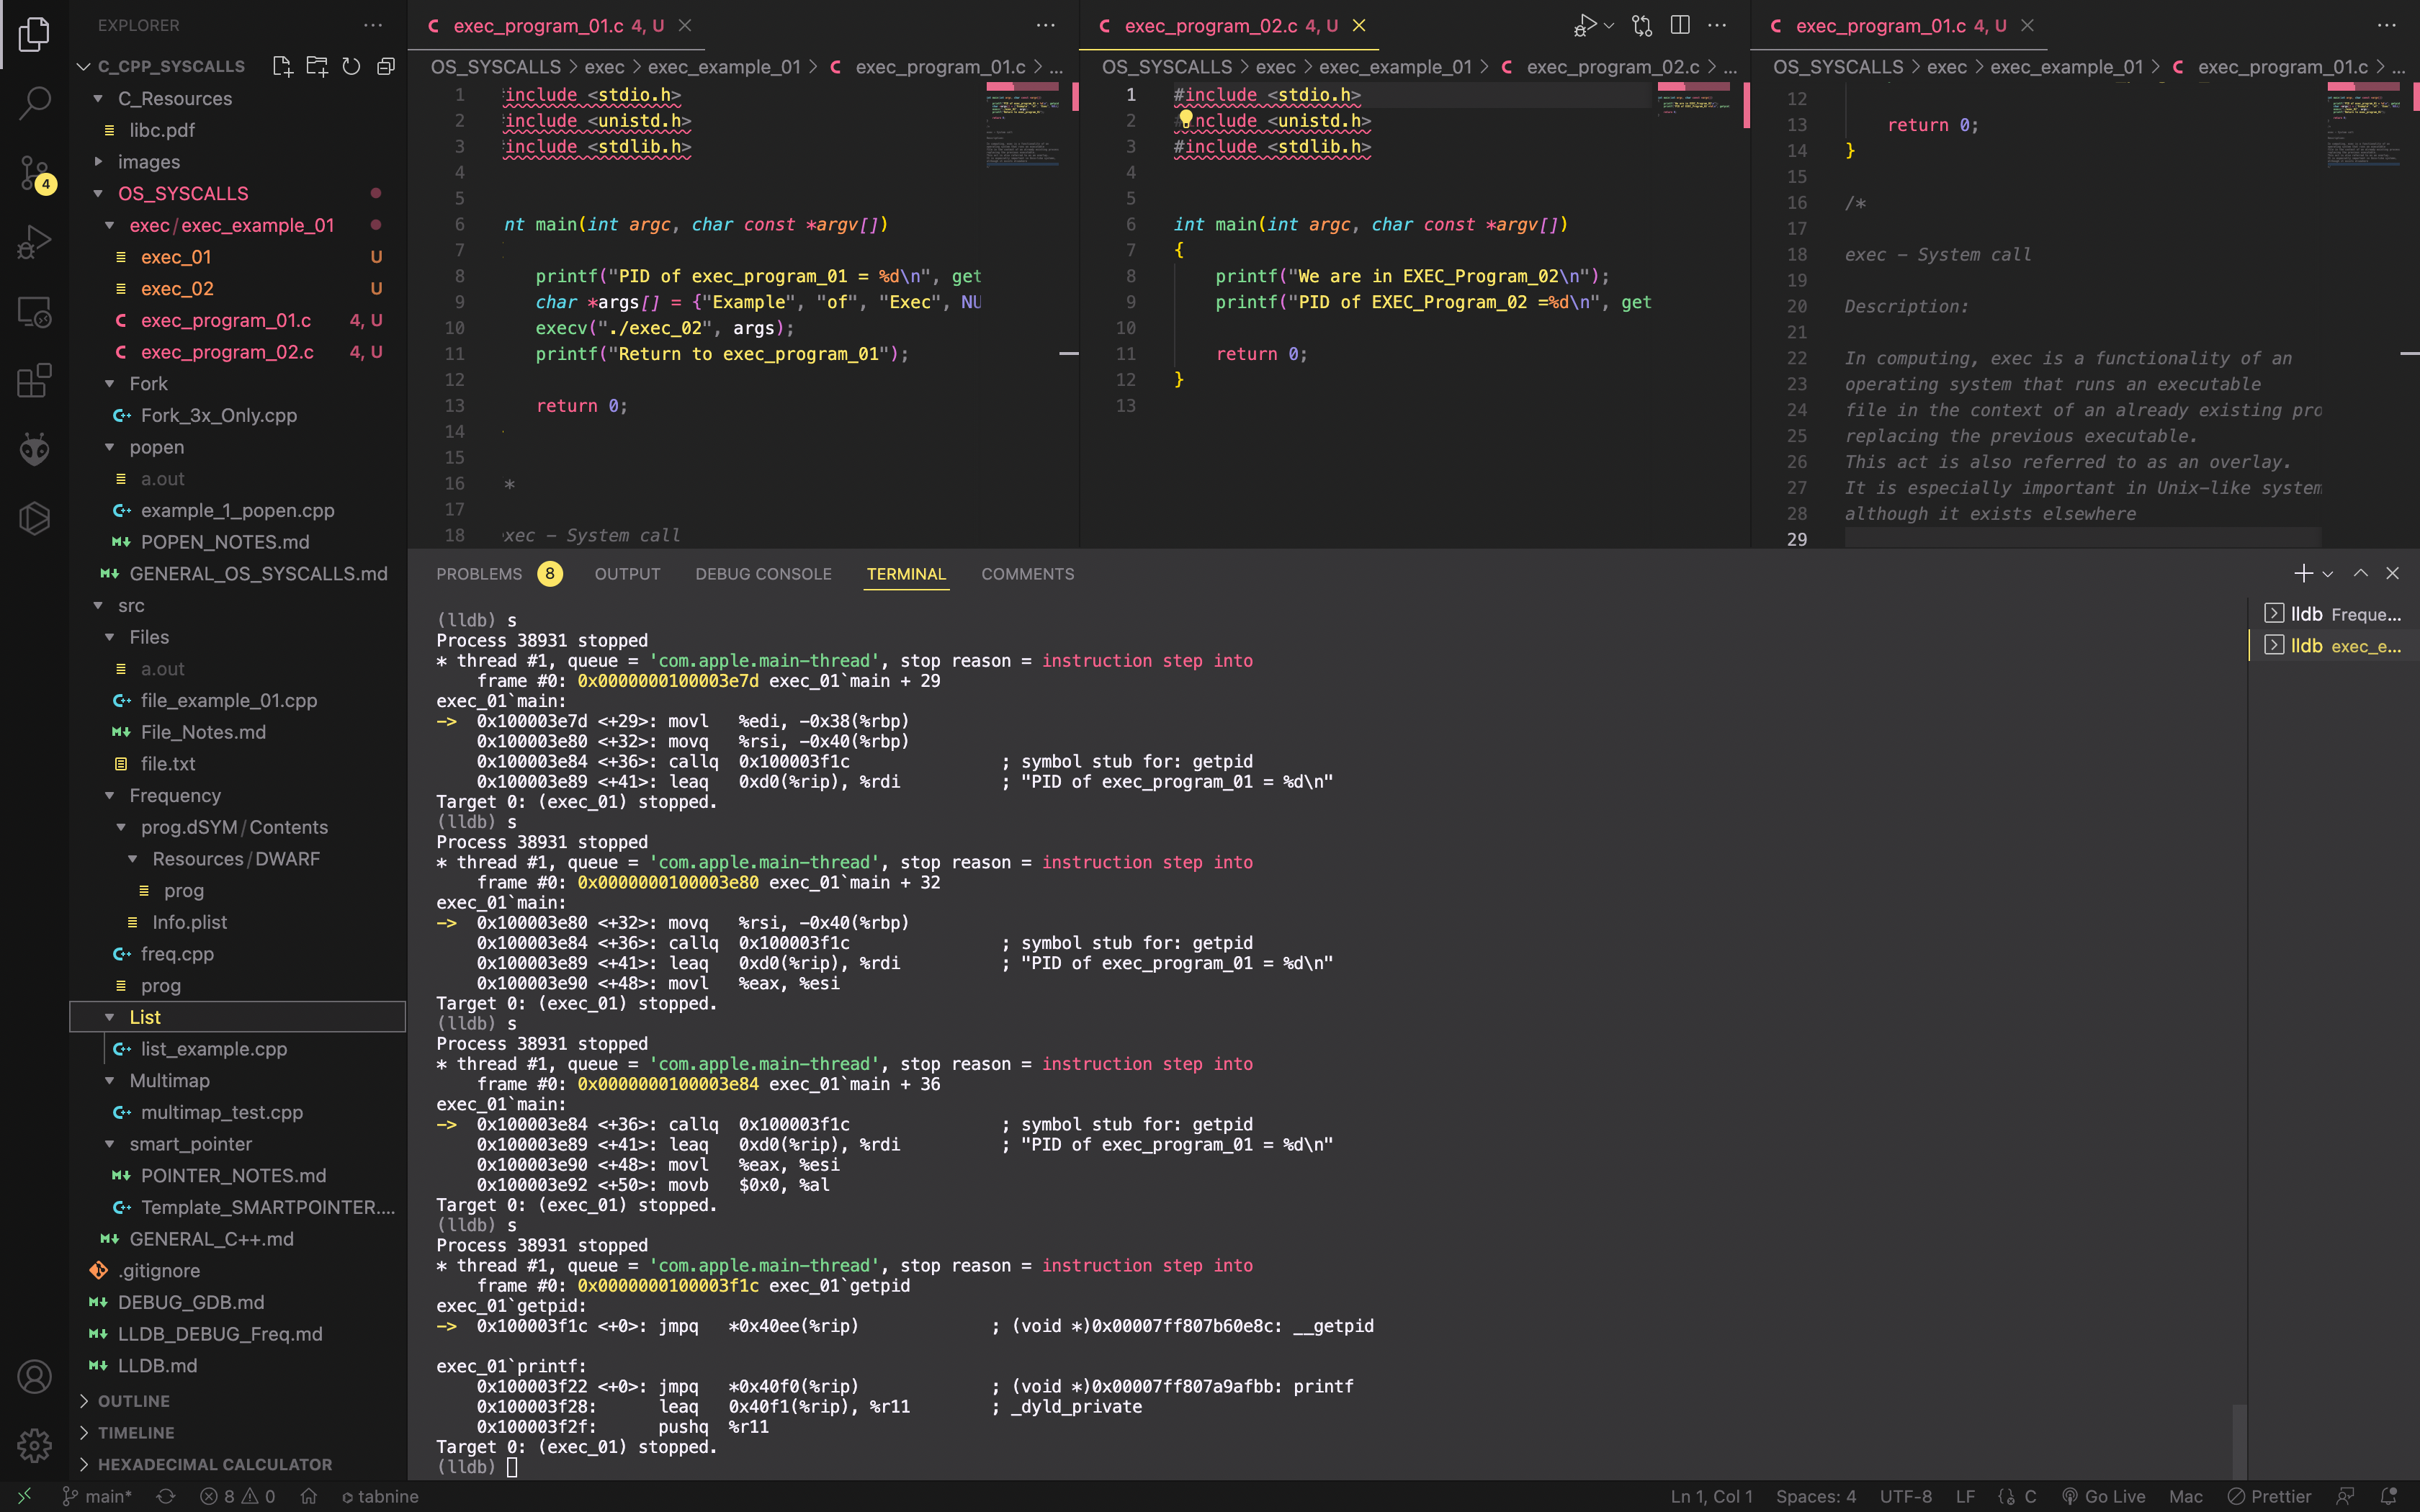 EXPLORER
C_CPP_SYSCALLS
C_Resources
libc.pdf
images
OS_SYSCALLS
exec/exec_example_01
exec_01 U
exec_02 U
exec_program_01.c 4, U
exec_program_02.c 4, U
Fork
Fork_3x_Only.cpp
popen
a.out
example_1_popen.cpp
POPEN_NOTES.md
GENERAL_OS_SYSCALLS.md
src
Files
a.out
file_example_01.cpp
File_Notes.md
file.txt
Frequency
prog.dSYM/Contents
Resources/DWARF
prog
Info.plist
freq.cpp
prog
List
list_example.cpp
Multimap
multimap_test.cpp
smart_pointer
POINTER_NOTES.md
Template_SMARTPOINTER....
GENERAL_C++.md
.gitignore
DEBUG_GDB.md
LLDB_DEBUG_Freq.md
LLDB.md
OUTLINE
TIMELINE
HEXADECIMAL CALCULATOR
4
exec_program_01.c 4, U
OS_SYSCALLS > exec > exec_example_01 > C exec_program_01.c > ...
1 include <stdio.h>
2 include <unistd.h>
3 include <stdlib.h>
4
5
6 nt main(int argc, char const *argv[])
7
8 printf("PID of exec_program_01 = %d\n", get
9 char *args[] = {"Example", "of", "Exec", NU
10 execv("./exec_02", args);
11 printf("Return to exec_program_01");
12
13 return 0;
14
15
16 *
17
18 xec – System call
exec_program_02.c 4, U
OS_SYSCALLS > exec > exec_example_01 > C exec_program_02.c > ...
1 #include <stdio.h>
2 include <unistd.h>
3 #include <stdlib.h>
4
5
6 int main(int argc, char const *argv[])
7 {
8 printf("We are in EXEC_Program_02\n");
9 printf("PID of EXEC_Program_02 =%d\n", get
10
11 return 0;
12 }
13
exec_program_01.c 4, U
OS_SYSCALLS > exec > exec_example_01 > C exec_program_01.c > ...
12
13 return 0;
14 }
15
16 /*
17
18 exec – System call
19
20 Description:
21
22 In computing, exec is a functionality of an
23 operating system that runs an executable
24 file in the context of an already existing pro
25 replacing the previous executable.
26 This act is also referred to as an overlay.
27 It is especially important in Unix-like system
28 although it exists elsewhere
29
PROBLEMS 8 OUTPUT DEBUG CONSOLE TERMINAL COMMENTS
(lldb) s
Process 38931 stopped
* thread #1, queue = 'com.apple.main-thread', stop reason = instruction step into
frame #0: 0x0000000100003e7d exec_01`main + 29
exec_01`main:
-> 0x100003e7d <+29>: movl %edi, -0x38(%rbp)
0x100003e80 <+32>: movq %rsi, -0x40(%rbp)
0x100003e84 <+36>: callq 0x100003f1c ; symbol stub for: getpid
0x100003e89 <+41>: leaq 0xd0(%rip), %rdi ; "PID of exec_program_01 = %d\n"
Target 0: (exec_01) stopped.
(lldb) s
Process 38931 stopped
* thread #1, queue = 'com.apple.main-thread', stop reason = instruction step into
frame #0: 0x0000000100003e80 exec_01`main + 32
exec_01`main:
-> 0x100003e80 <+32>: movq %rsi, -0x40(%rbp)
0x100003e84 <+36>: callq 0x100003f1c ; symbol stub for: getpid
0x100003e89 <+41>: leaq 0xd0(%rip), %rdi ; "PID of exec_program_01 = %d\n"
0x100003e90 <+48>: movl %eax, %esi
Target 0: (exec_01) stopped.
(lldb) s
Process 38931 stopped
* thread #1, queue = 'com.apple.main-thread', stop reason = instruction step into
frame #0: 0x0000000100003e84 exec_01`main + 36
exec_01`main:
-> 0x100003e84 <+36>: callq 0x100003f1c ; symbol stub for: getpid
0x100003e89 <+41>: leaq 0xd0(%rip), %rdi ; "PID of exec_program_01 = %d\n"
0x100003e90 <+48>: movl %eax, %esi
0x100003e92 <+50>: movb $0x0, %al
Target 0: (exec_01) stopped.
(lldb) s
Process 38931 stopped
* thread #1, queue = 'com.apple.main-thread', stop reason = instruction step into
frame #0: 0x0000000100003f1c exec_01`getpid
exec_01`getpid:
-> 0x100003f1c <+0>: jmpq *0x40ee(%rip) ; (void *)0x00007ff807b60e8c: __getpid
exec_01`printf:
0x100003f22 <+0>: jmpq *0x40f0(%rip) ; (void *)0x00007ff807a9afbb: printf
0x100003f28: leaq 0x40f1(%rip), %r11 ; _dyld_private
0x100003f2f: pushq %r11
Target 0: (exec_01) stopped.
(lldb)
lldb Freque...
lldb exec_e...
main* 8 0 tabnine Ln 1, Col 1 Spaces: 4 UTF-8 LF C Go Live Mac Prettier